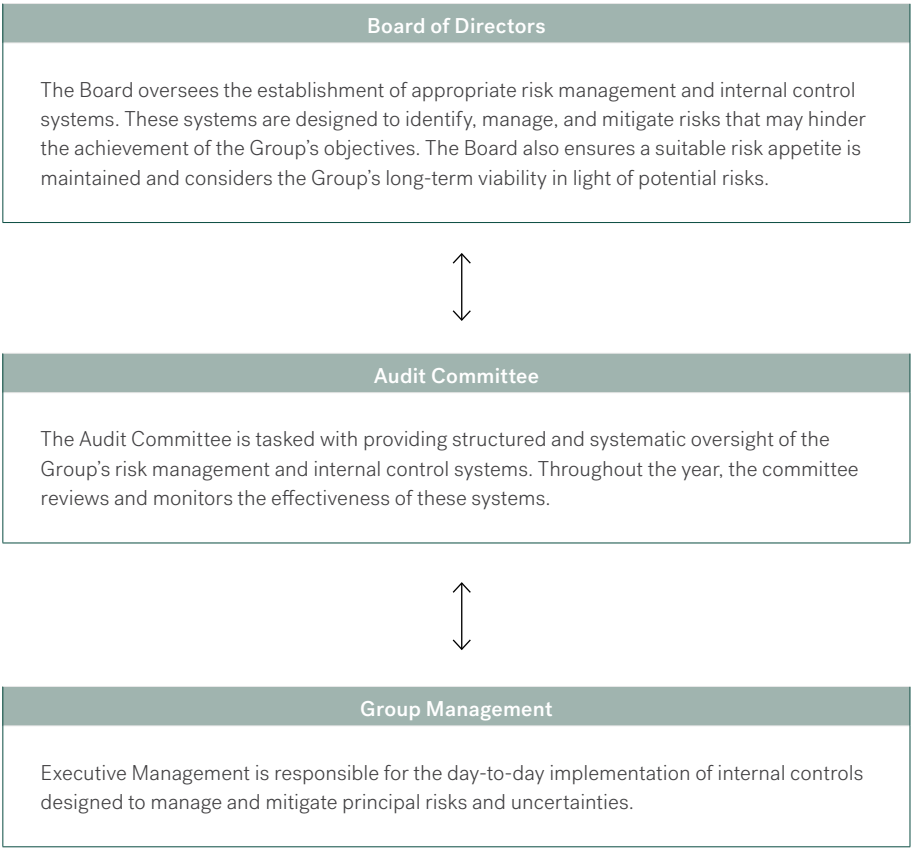 Board of Directors
The Board oversees the establishment of appropriate risk management and internal control
systems. These systems are designed to identify, manage, and mitigate risks that may hinder
the achievement of the Group’s objectives. The Board also ensures a suitable risk appetite is
maintained and considers the Group’s long-term viability in light of potential risks.
Audit Committee
The Audit Committee is tasked with providing structured and systematic oversight of the
Group’s risk management and internal control systems. Throughout the year, the committee
reviews and monitors the effectiveness of these systems.
Group Management
Executive Management is responsible for the day-to-day implementation of internal controls
designed to manage and mitigate principal risks and uncertainties.